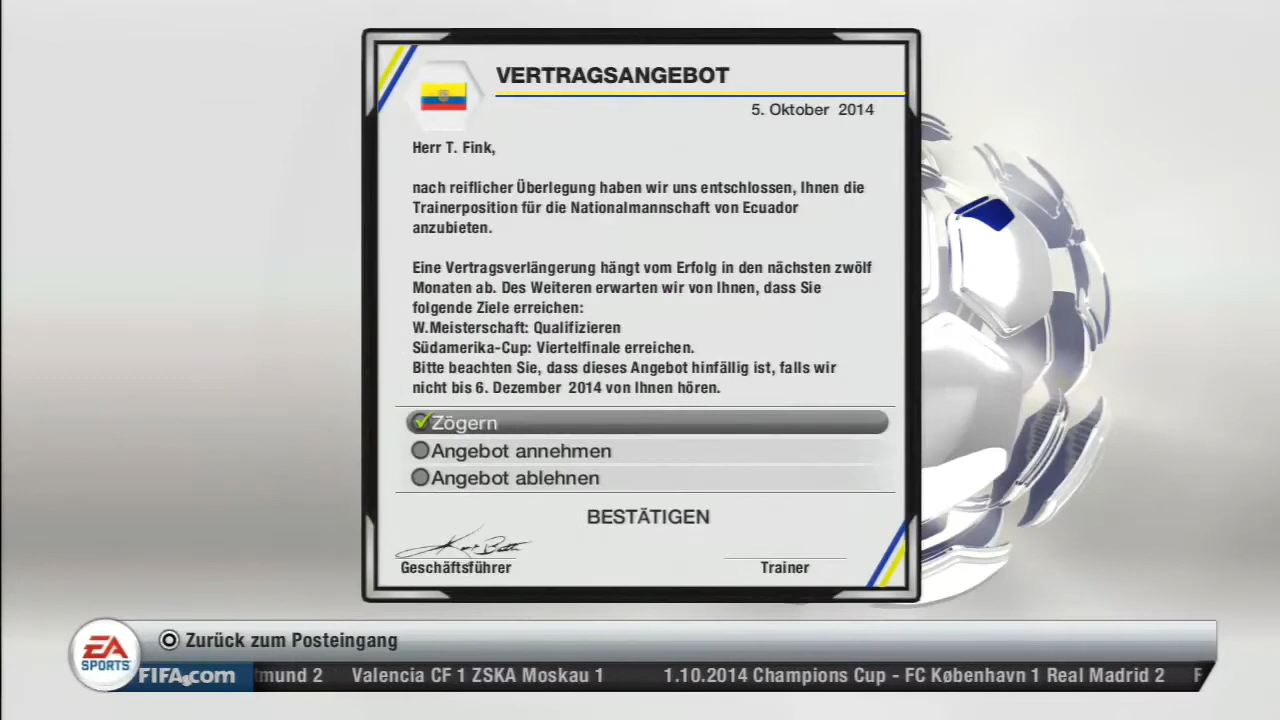 VERTRAGSANGEBOT
5. Oktober 2014
Herr T. Fink,
nach reiflicher Überlegung haben wir uns entschlossen, Ihnen die
Trainerposition für die Nationalmannschaft von Ecuador
anzubieten.
Eine Vertragsverlängerung hängt vom Erfolg in den nächsten zwölf
Monaten ab. Des Weiteren erwarten wir von Ihnen, dass Sie
folgende Ziele erreichen:
W.Meisterschaft: Qualifizieren
Südamerika-Cup: Viertelfinale erreichen.
Bitte beachten Sie, dass dieses Angebot hinfällig ist, falls wir
nicht bis 6. Dezember 2014 von Ihnen hören.
Zögern
Angebot annehmen
Angebot ablehnen
BESTÄTIGEN
Geschäftsführer
Trainer
Zurück zum Posteingang
EA
SPORTS
FIFA.com
tmund 2 Valencia CF 1 ZSKA Moskau 1 1.10.2014 Champions Cup - FC København 1 Real Madrid 2 F